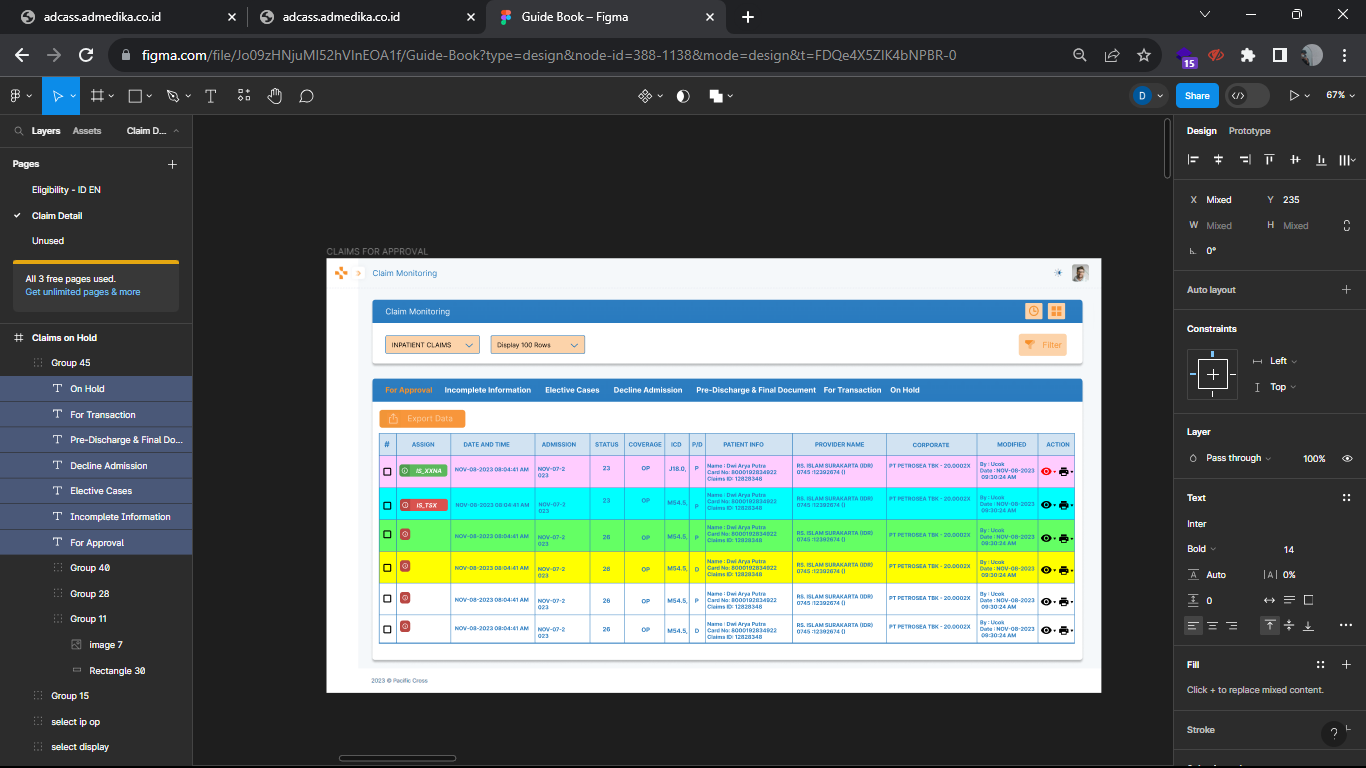 adcass.admedika.co.id
adcass.admedika.co.id
Guide Book – Figma
figma.com/file/Jo09zHNjuMl52hVInEOA1f/Guide-Book?type=design&node-id=388-1138&mode=design&t=FDQe4X5ZlK4bNPBR-0
15
D
Share
67%
Layers Assets Claim D...
Pages
Eligibility - ID EN
Claim Detail
Unused
All 3 free pages used.
Get unlimited pages & more
Claims on Hold
Group 45
On Hold
For Transaction
Pre-Discharge & Final Do...
Decline Admission
Elective Cases
Incomplete Information
For Approval
Group 40
Group 28
Group 11
image 7
Rectangle 30
Group 15
select ip op
select display
CLAIMS FOR APPROVAL
Claim Monitoring
Claim Monitoring
INPATIENT CLAIMS
Display 100 Rows
Filter
For Approval Incomplete Information Elective Cases Decline Admission Pre-Discharge & Final Document For Transaction On Hold
Export Data
# ASSIGN DATE AND TIME ADMISSION STATUS COVERAGE ICD P/D PATIENT INFO PROVIDER NAME CORPORATE MODIFIED ACTION
IS_XXNA NOV-08-2023 08:04:41 AM NOV-07-2 023 23 OP J18.0, P Name : Dwi Arya Putra Card No: 8000192834922 Claims ID: 12828348 RS. ISLAM SURAKARTA (IDR) 0745 :12392674 () PT PETROSEA TBK - 20.0002X By : Ucok Date : NOV-08-2023 09:30:24 AM
IS_TSX NOV-08-2023 08:04:41 AM NOV-07-2 023 23 OP M54.5, P Name : Dwi Arya Putra Card No: 8000192834922 Claims ID: 12828348 RS. ISLAM SURAKARTA (IDR) 0745 :12392674 () PT PETROSEA TBK - 20.0002X By : Ucok Date : NOV-08-2023 09:30:24 AM
NOV-08-2023 08:04:41 AM NOV-07-2 023 26 OP M54.5, P Name : Dwi Arya Putra Card No: 8000192834922 Claims ID: 12828348 RS. ISLAM SURAKARTA (IDR) 0745 :12392674 () PT PETROSEA TBK - 20.0002X By : Ucok Date : NOV-08-2023 09:30:24 AM
NOV-08-2023 08:04:41 AM NOV-07-2 023 26 OP M54.5, D Name : Dwi Arya Putra Card No: 8000192834922 Claims ID: 12828348 RS. ISLAM SURAKARTA (IDR) 0745 :12392674 () PT PETROSEA TBK - 20.0002X By : Ucok Date : NOV-08-2023 09:30:24 AM
NOV-08-2023 08:04:41 AM NOV-07-2 023 26 OP M54.5, P Name : Dwi Arya Putra Card No: 8000192834922 Claims ID: 12828348 RS. ISLAM SURAKARTA (IDR) 0745 :12392674 () PT PETROSEA TBK - 20.0002X By : Ucok Date : NOV-08-2023 09:30:24 AM
NOV-08-2023 08:04:41 AM NOV-07-2 023 26 OP M54.5, D Name : Dwi Arya Putra Card No: 8000192834922 Claims ID: 12828348 RS. ISLAM SURAKARTA (IDR) 0745 :12392674 () PT PETROSEA TBK - 20.0002X By : Ucok Date : NOV-08-2023 09:30:24 AM
2023 © Pacific Cross
Design Prototype
X Mixed Y 235
W Mixed H Mixed
0°
Auto layout
Constraints
Left
Top
Layer
Pass through 100%
Text
Inter
Bold 14
Auto 0%
0
Fill
Click + to replace mixed content.
Stroke
?